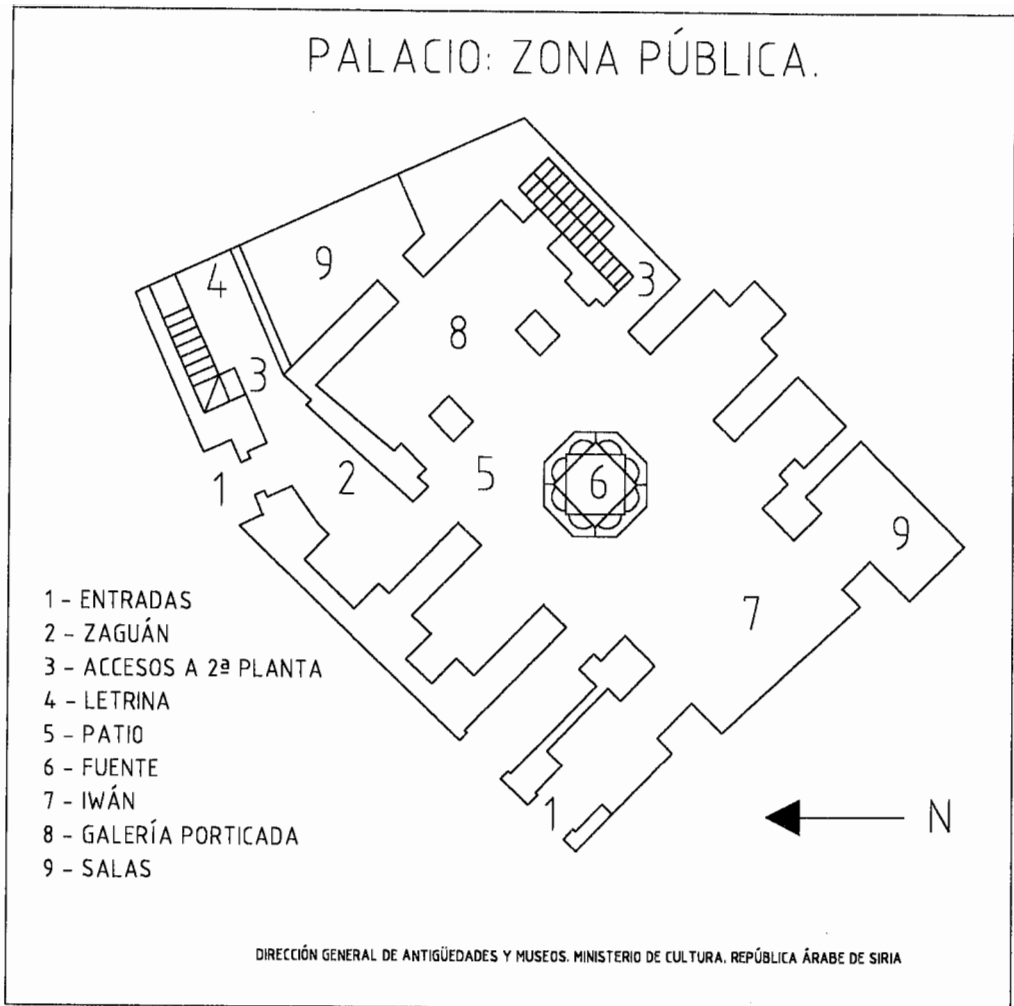 PALACIO: ZONA PÚBLICA.
9
4
3
8
3
1
2
5
6
9
7
1
N
1 - ENTRADAS
2 - ZAGUÁN
3 - ACCESOS A 2ª PLANTA
4 - LETRINA
5 - PATIO
6 - FUENTE
7 - IWÁN
8 - GALERÍA PORTICADA
9 - SALAS
DIRECCIÓN GENERAL DE ANTIGÜEDADES Y MUSEOS. MINISTERIO DE CULTURA. REPÚBLICA ÁRABE DE SIRIA